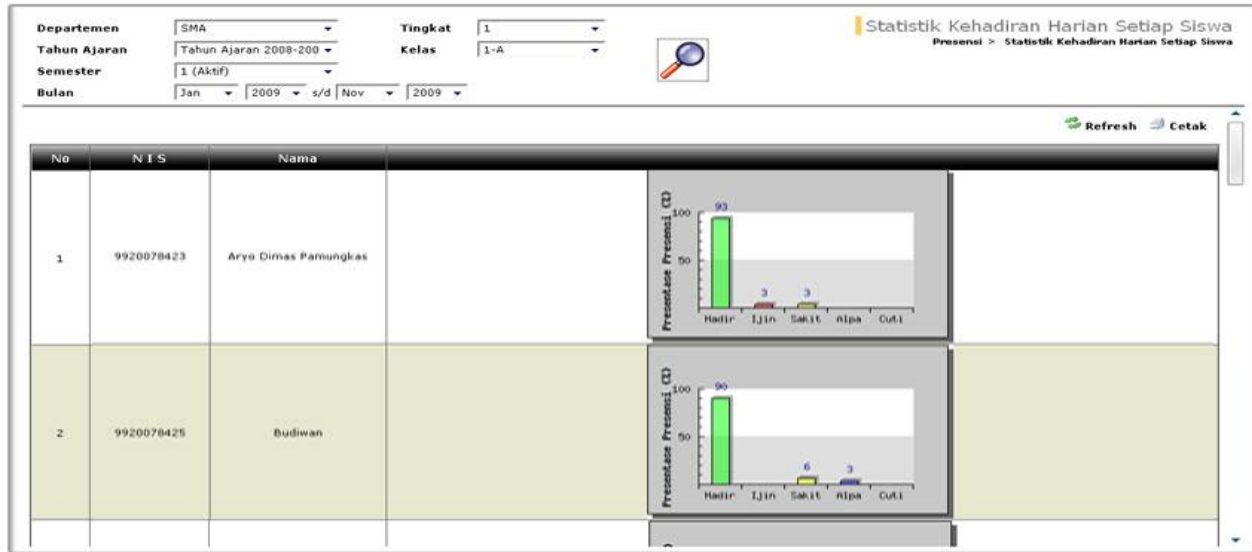 Departemen SMA Tingkat 1
Statistik Kehadiran Harian Setiap Siswa
Tahun Ajaran Tahun Ajaran 2008-200 Kelas 1-A
Presensi > Statistik Kehadiran Harian Setiap Siswa
Semester 1 (Aktif)
Bulan Jan 2009 s/d Nov 2009
Refresh Cetak
No N I S Nama
1 9920078423 Aryo Dimas Pamungkas
Presentase Presensi (%)
100
50
93
3
3
Hadir Ijin Sakit Alpa Cuti
2 9920078425 Budiwan
Presentase Presensi (%)
100
50
90
6
3
Hadir Ijin Sakit Alpa Cuti